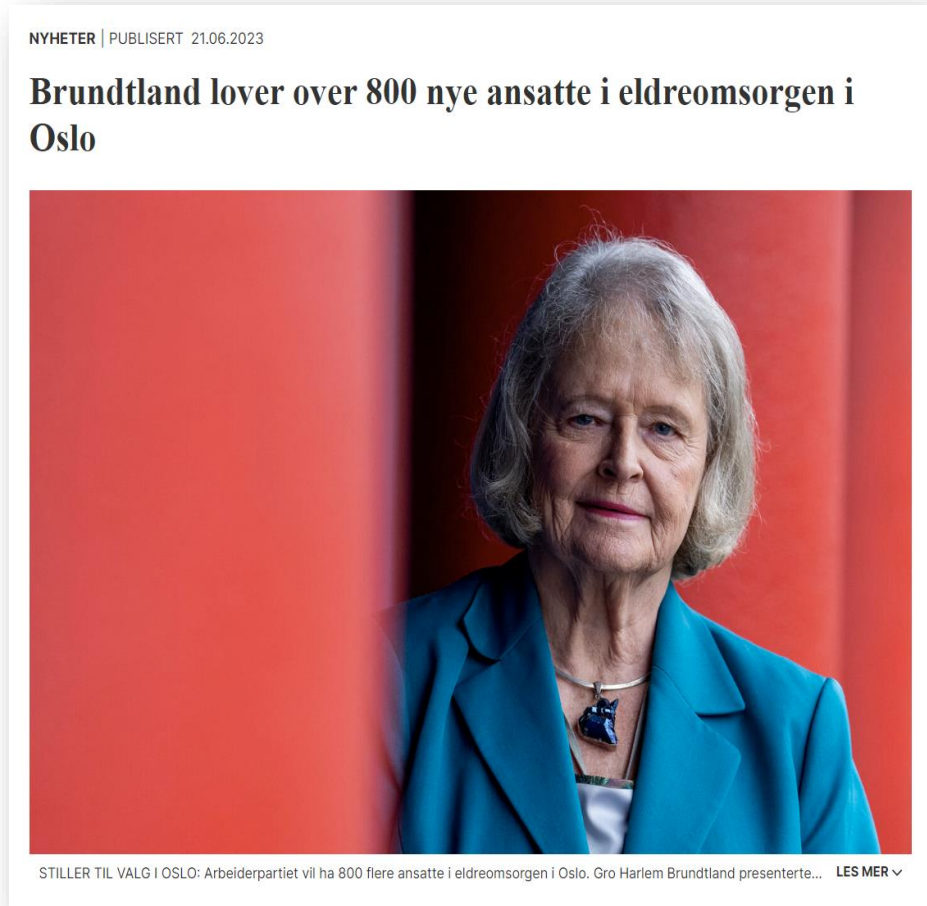 NYHETER | PUBLISERT 21.06.2023
Brundtland lover over 800 nye ansatte i eldreomsorgen i
Oslo
STILLER TIL VALG I OSLO: Arbeiderpartiet vil ha 800 flere ansatte i eldreomsorgen i Oslo. Gro Harlem Brundtland presenterte... LES MER